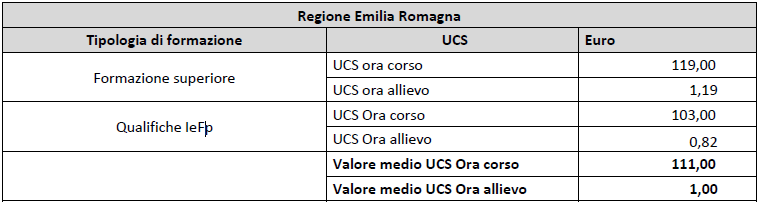 Regione Emilia Romagna
Tipologia di formazione UCS Euro
Formazione superiore
UCS ora corso 119,00
UCS ora allievo 1,19
Qualifiche IeFp
UCS Ora corso 103,00
UCS Ora allievo 0,82
Valore medio UCS Ora corso 111,00
Valore medio UCS Ora allievo 1,00